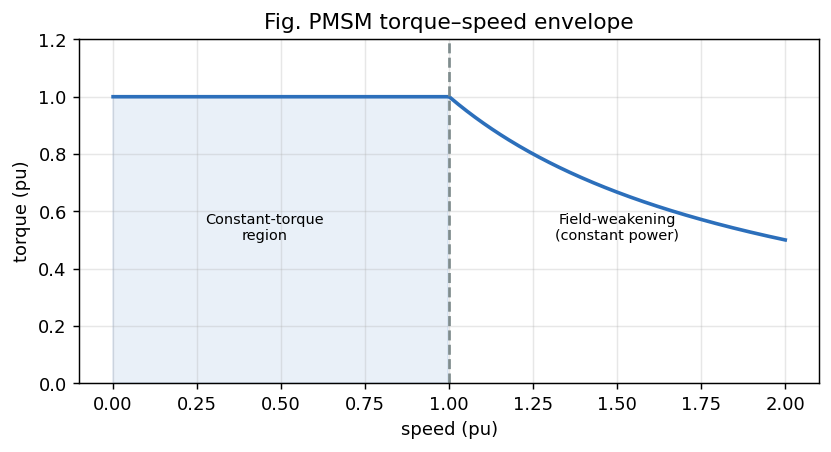 Fig. PMSM torque–speed envelope
1.2
1.0
0.8
0.6
0.4
0.2
0.0
torque (pu)
Constant-torque
region
Field-weakening
(constant power)
0.00 0.25 0.50 0.75 1.00 1.25 1.50 1.75 2.00
speed (pu)